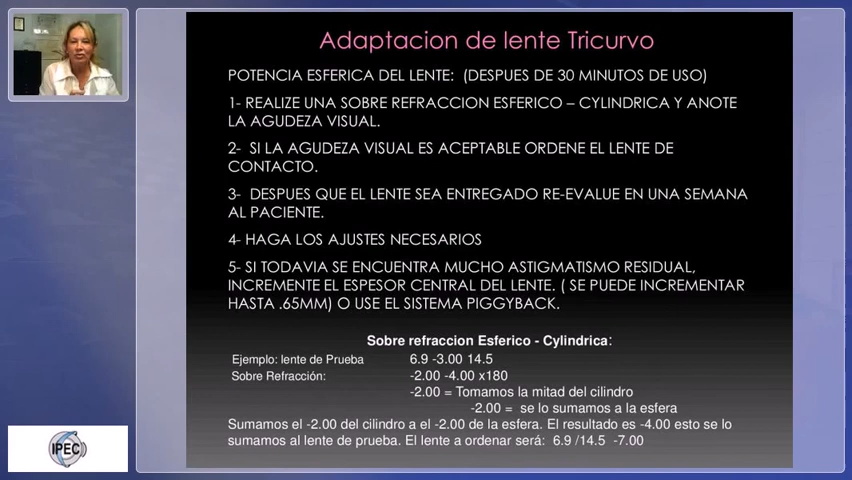 Adaptacion de lente Tricurvo
POTENCIA ESFERICA DEL LENTE: (DESPUES DE 30 MINUTOS DE USO)
1- REALIZE UNA SOBRE REFRACCION ESFERICO – CYLINDRICA Y ANOTE
LA AGUDEZA VISUAL.
2- SI LA AGUDEZA VISUAL ES ACEPTABLE ORDENE EL LENTE DE
CONTACTO.
3- DESPUES QUE EL LENTE SEA ENTREGADO RE-EVALUE EN UNA SEMANA
AL PACIENTE.
4- HAGA LOS AJUSTES NECESARIOS
5- SI TODAVIA SE ENCUENTRA MUCHO ASTIGMATISMO RESIDUAL,
INCREMENTE EL ESPESOR CENTRAL DEL LENTE. ( SE PUEDE INCREMENTAR
HASTA .65MM) O USE EL SISTEMA PIGGYBACK.
Sobre refraccion Esferico - Cylindrica:
Ejemplo: lente de Prueba 6.9 -3.00 14.5
Sobre Refracción: -2.00 -4.00 x180
-2.00 = Tomamos la mitad del cilindro
-2.00 = se lo sumamos a la esfera
Sumamos el -2.00 del cilindro a el -2.00 de la esfera. El resultado es -4.00 esto se lo
sumamos al lente de prueba. El lente a ordenar será: 6.9 /14.5 -7.00
IPEC